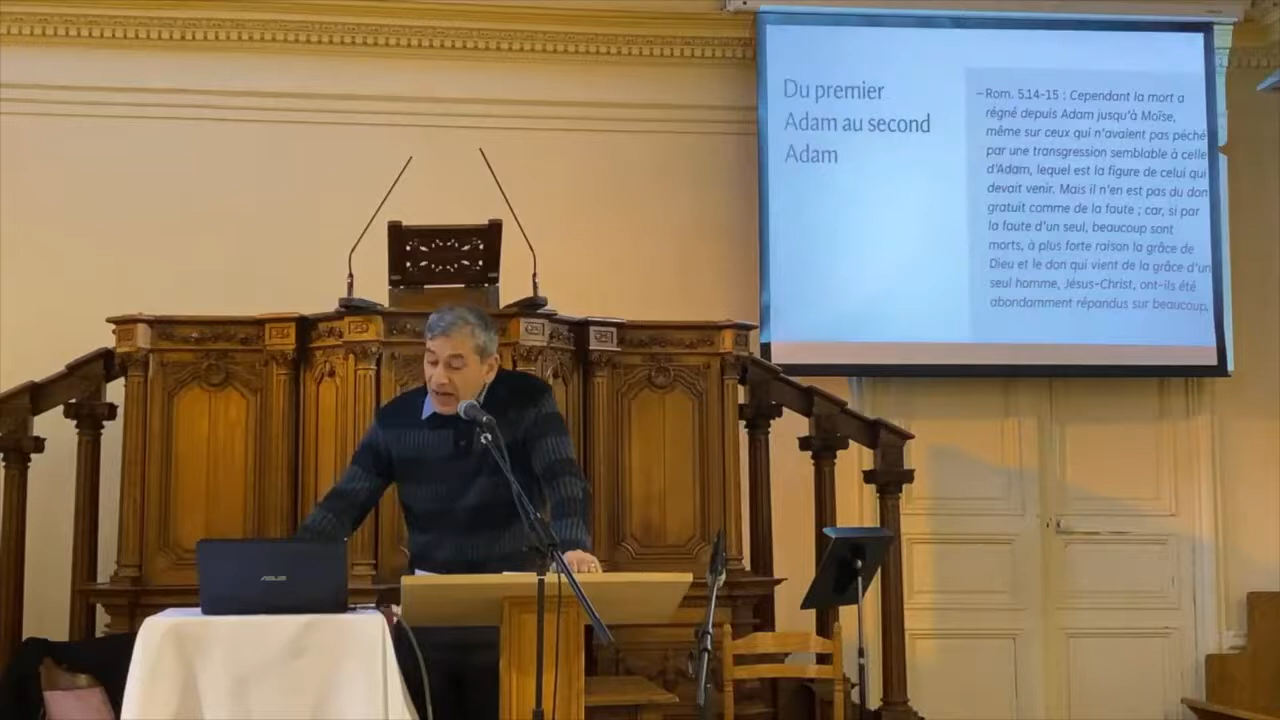 Du premier
Adam au second
Adam
–Rom. 5.14-15 : Cependant la mort a
régné depuis Adam jusqu'à Moïse,
même sur ceux qui n'avaient pas péché
par une transgression semblable à celle
d'Adam, lequel est la figure de celui qui
devait venir. Mais il n'en est pas du don
gratuit comme de la faute ; car, si par
la faute d'un seul, beaucoup sont
morts, à plus forte raison la grâce de
Dieu et le don qui vient de la grâce d'un
seul homme, Jésus-Christ, ont-ils été
abondamment répandus sur beaucoup,
ASUS